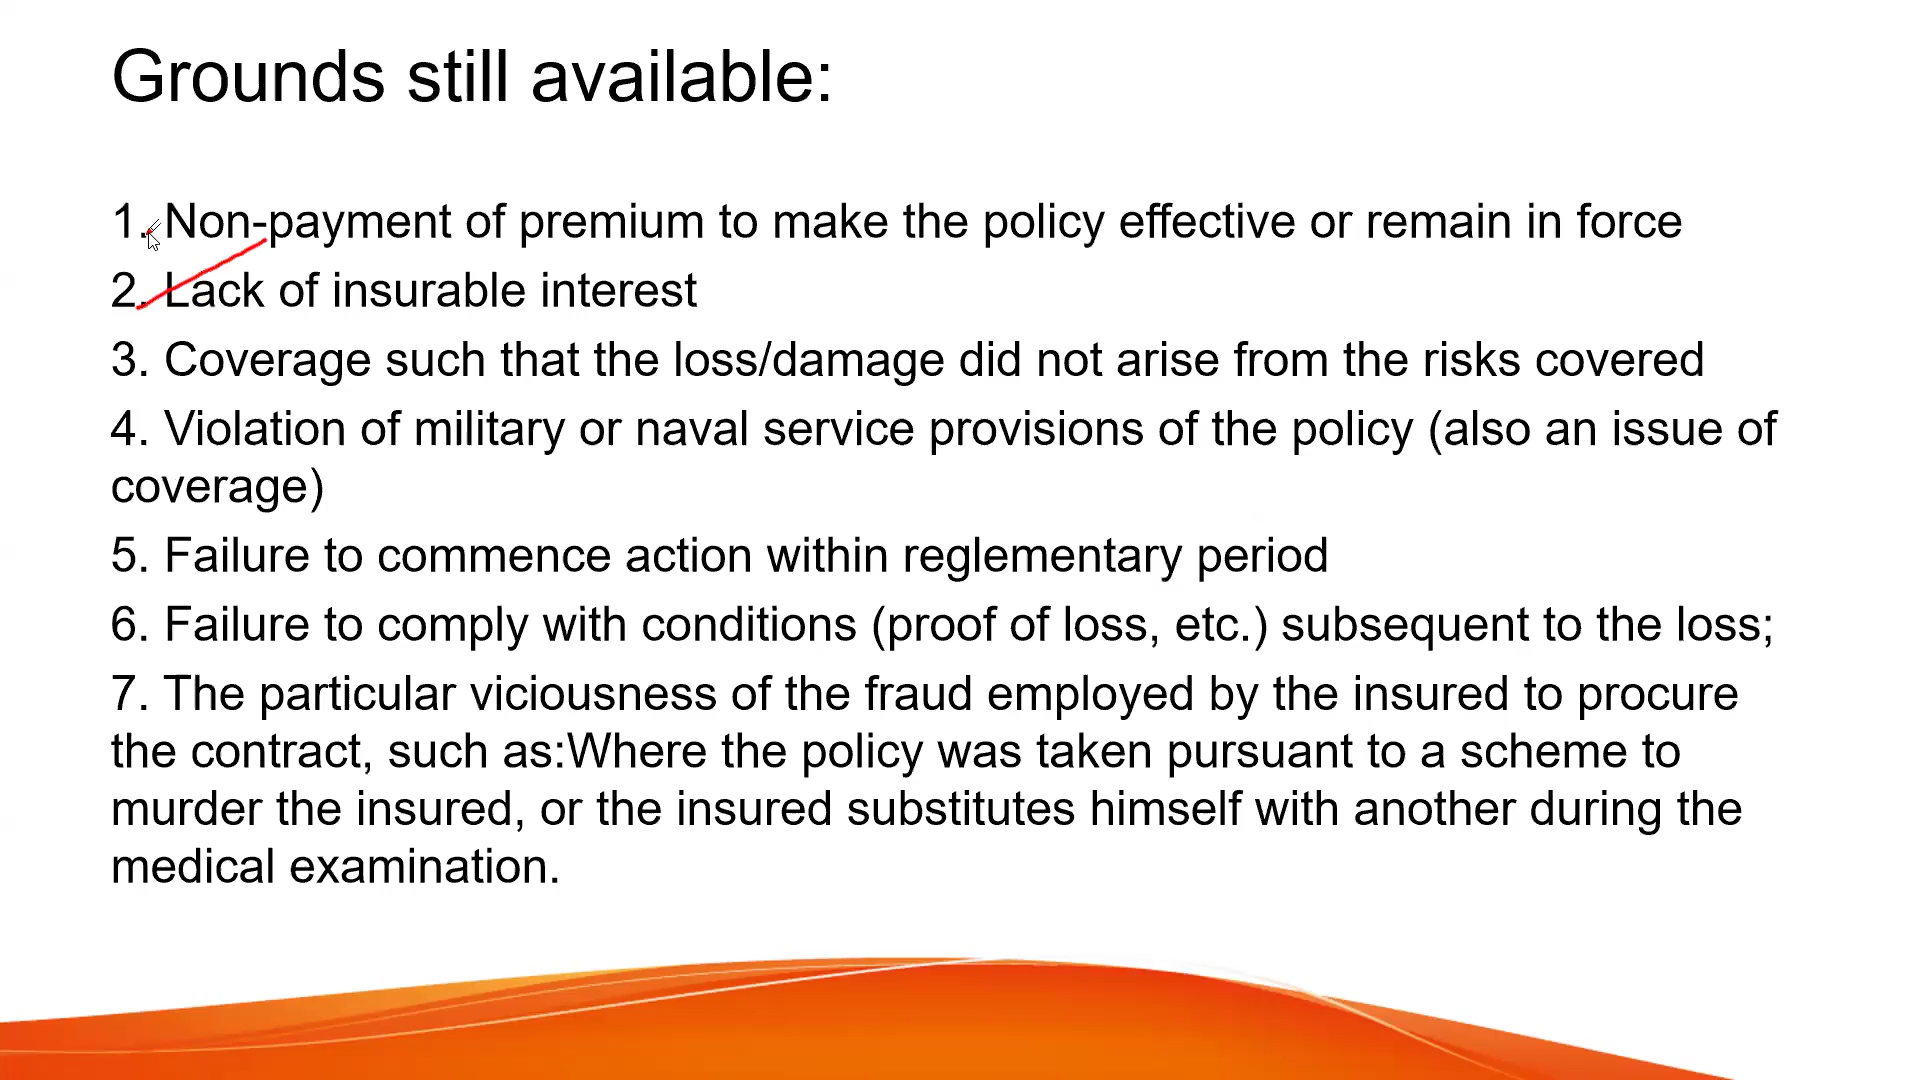 Grounds still available:
1. Non-payment of premium to make the policy effective or remain in force
2. Lack of insurable interest
3. Coverage such that the loss/damage did not arise from the risks covered
4. Violation of military or naval service provisions of the policy (also an issue of
coverage)
5. Failure to commence action within reglementary period
6. Failure to comply with conditions (proof of loss, etc.) subsequent to the loss;
7. The particular viciousness of the fraud employed by the insured to procure
the contract, such as:Where the policy was taken pursuant to a scheme to
murder the insured, or the insured substitutes himself with another during the
medical examination.